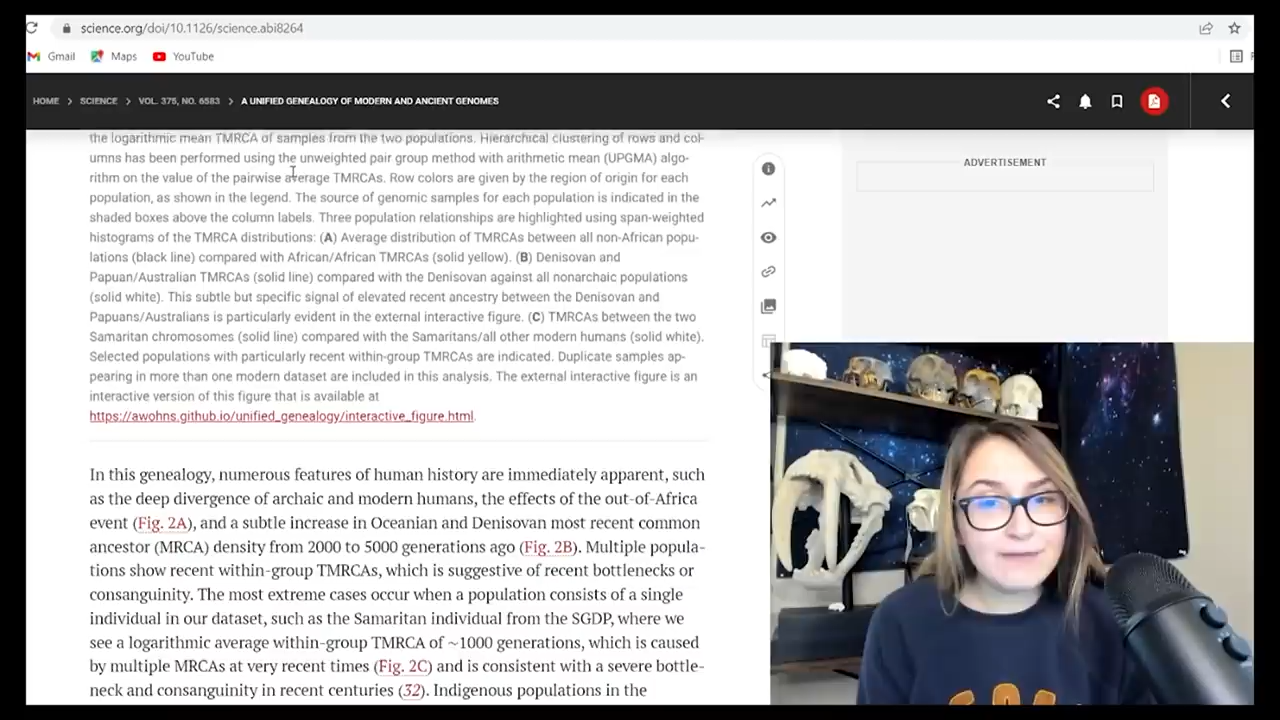 science.org/doi/10.1126/science.abi8264
Gmail Maps YouTube
HOME > SCIENCE > VOL. 375, NO. 6583 > A UNIFIED GENEALOGY OF MODERN AND ANCIENT GENOMES
the logarithmic mean TMRCA of samples from the two populations. Hierarchical clustering of rows and col-
umns has been performed using the unweighted pair group method with arithmetic mean (UPGMA) algo-
rithm on the value of the pairwise average TMRCAs. Row colors are given by the region of origin for each
population, as shown in the legend. The source of genomic samples for each population is indicated in the
shaded boxes above the column labels. Three population relationships are highlighted using span-weighted
histograms of the TMRCA distributions: (A) Average distribution of TMRCAs between all non-African popu-
lations (black line) compared with African/African TMRCAs (solid yellow). (B) Denisovan and
Papuan/Australian TMRCAs (solid line) compared with the Denisovan against all nonarchaic populations
(solid white). This subtle but specific signal of elevated recent ancestry between the Denisovan and
Papuans/Australians is particularly evident in the external interactive figure. (C) TMRCAs between the two
Samaritan chromosomes (solid line) compared with the Samaritans/all other modern humans (solid white).
Selected populations with particularly recent within-group TMRCAs are indicated. Duplicate samples ap-
pearing in more than one modern dataset are included in this analysis. The external interactive figure is an
interactive version of this figure that is available at
https://awohns.github.io/unified_genealogy/interactive_figure.html.
In this genealogy, numerous features of human history are immediately apparent, such
as the deep divergence of archaic and modern humans, the effects of the out-of-Africa
event (Fig. 2A), and a subtle increase in Oceanian and Denisovan most recent common
ancestor (MRCA) density from 2000 to 5000 generations ago (Fig. 2B). Multiple popula-
tions show recent within-group TMRCAs, which is suggestive of recent bottlenecks or
consanguinity. The most extreme cases occur when a population consists of a single
individual in our dataset, such as the Samaritan individual from the SGDP, where we
see a logarithmic average within-group TMRCA of ~1000 generations, which is caused
by multiple MRCAs at very recent times (Fig. 2C) and is consistent with a severe bottle-
neck and consanguinity in recent centuries (32). Indigenous populations in the
ADVERTISEMENT